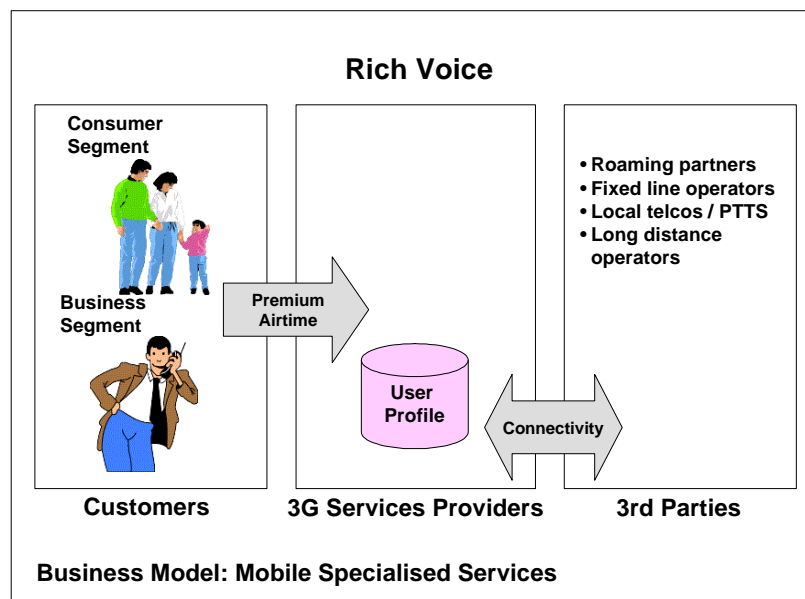 Rich Voice
Consumer
Segment
Business
Segment
Premium
Airtime
User
Profile
Connectivity
• Roaming partners
• Fixed line operators
• Local telcos / PTTS
• Long distance
operators
Customers
3G Services Providers
3rd Parties
Business Model: Mobile Specialised Services